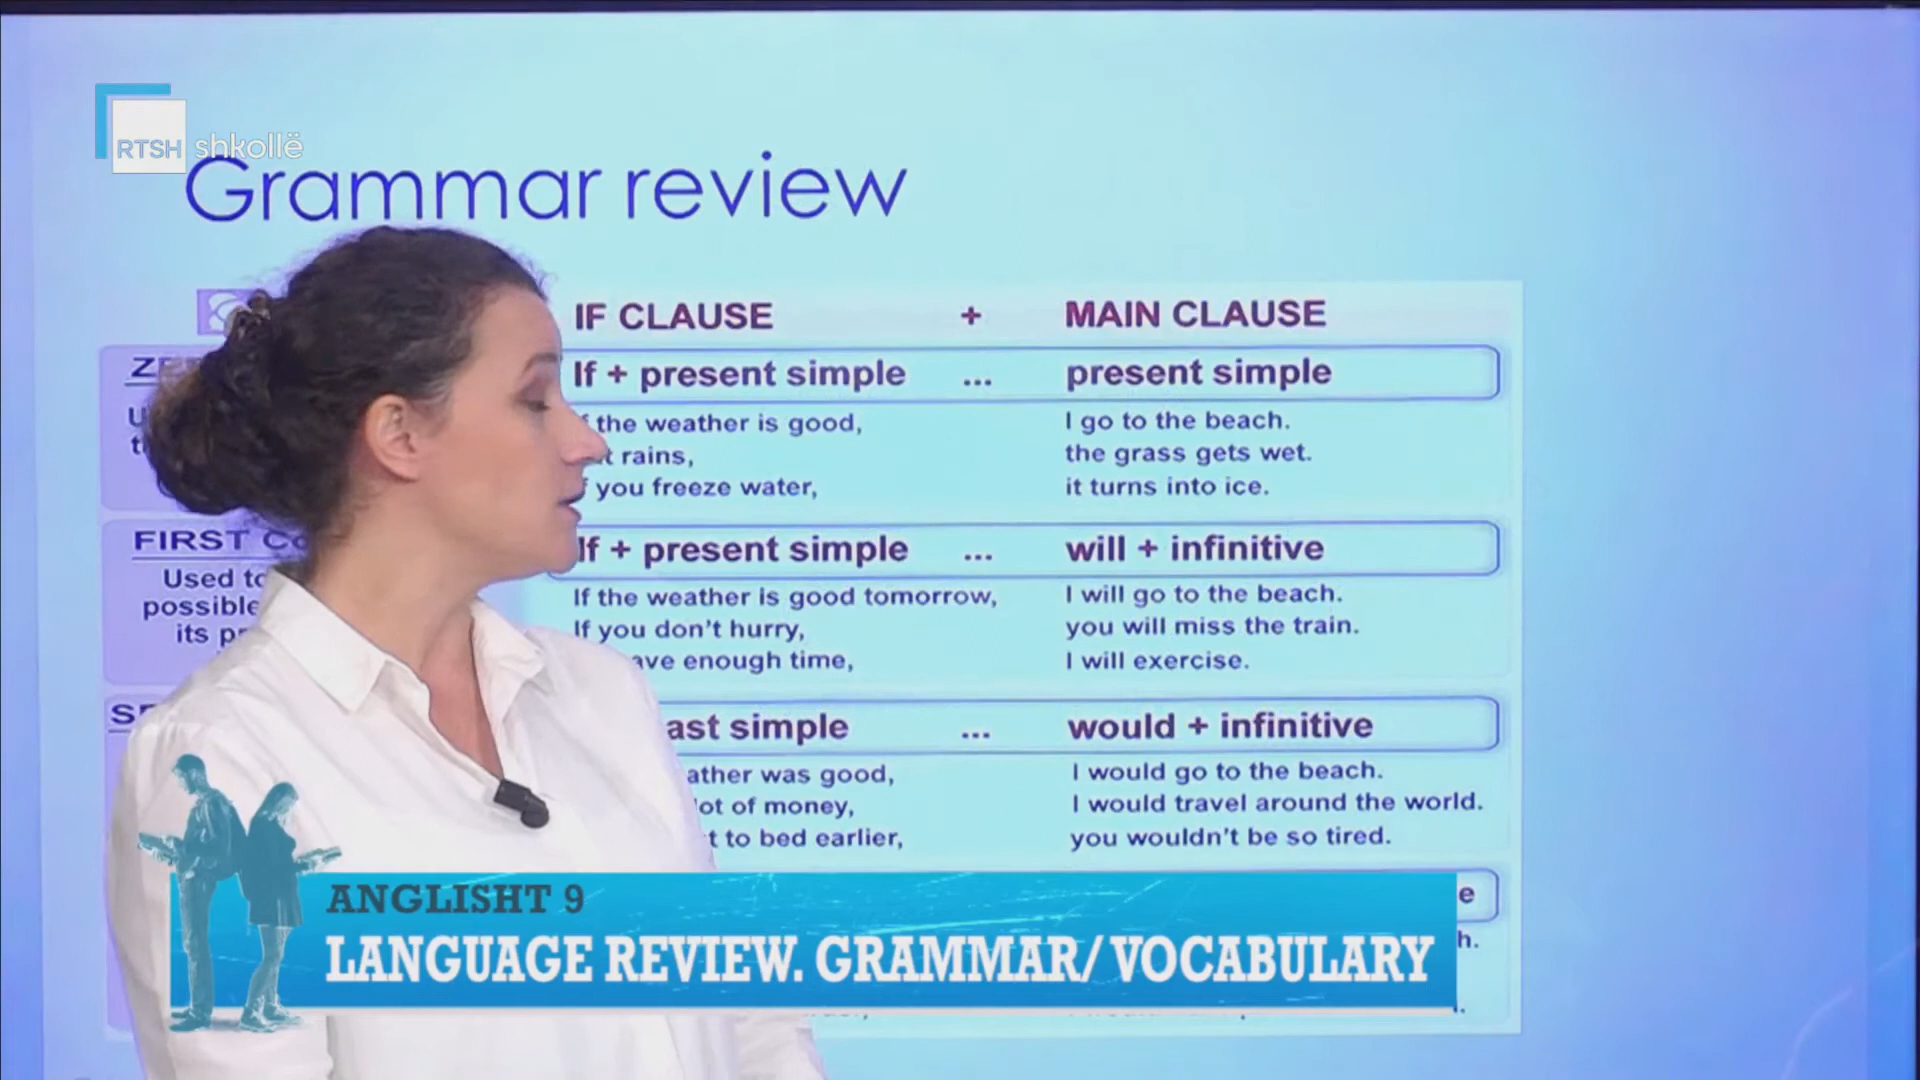 RTSH shkollë
Grammar review
IF CLAUSE + MAIN CLAUSE
If + present simple ... present simple
the weather is good, I go to the beach.
rains, the grass gets wet.
you freeze water, it turns into ice.
FIRST
If + present simple ... will + infinitive
Used to
possible
its
If the weather is good tomorrow, I will go to the beach.
If you don't hurry, you will miss the train.
enough time, I will exercise.
simple ... would + infinitive
was good, I would go to the beach.
of money, I would travel around the world.
to bed earlier, you wouldn't be so tired.
ANGLISHT 9
LANGUAGE REVIEW. GRAMMAR/ VOCABULARY